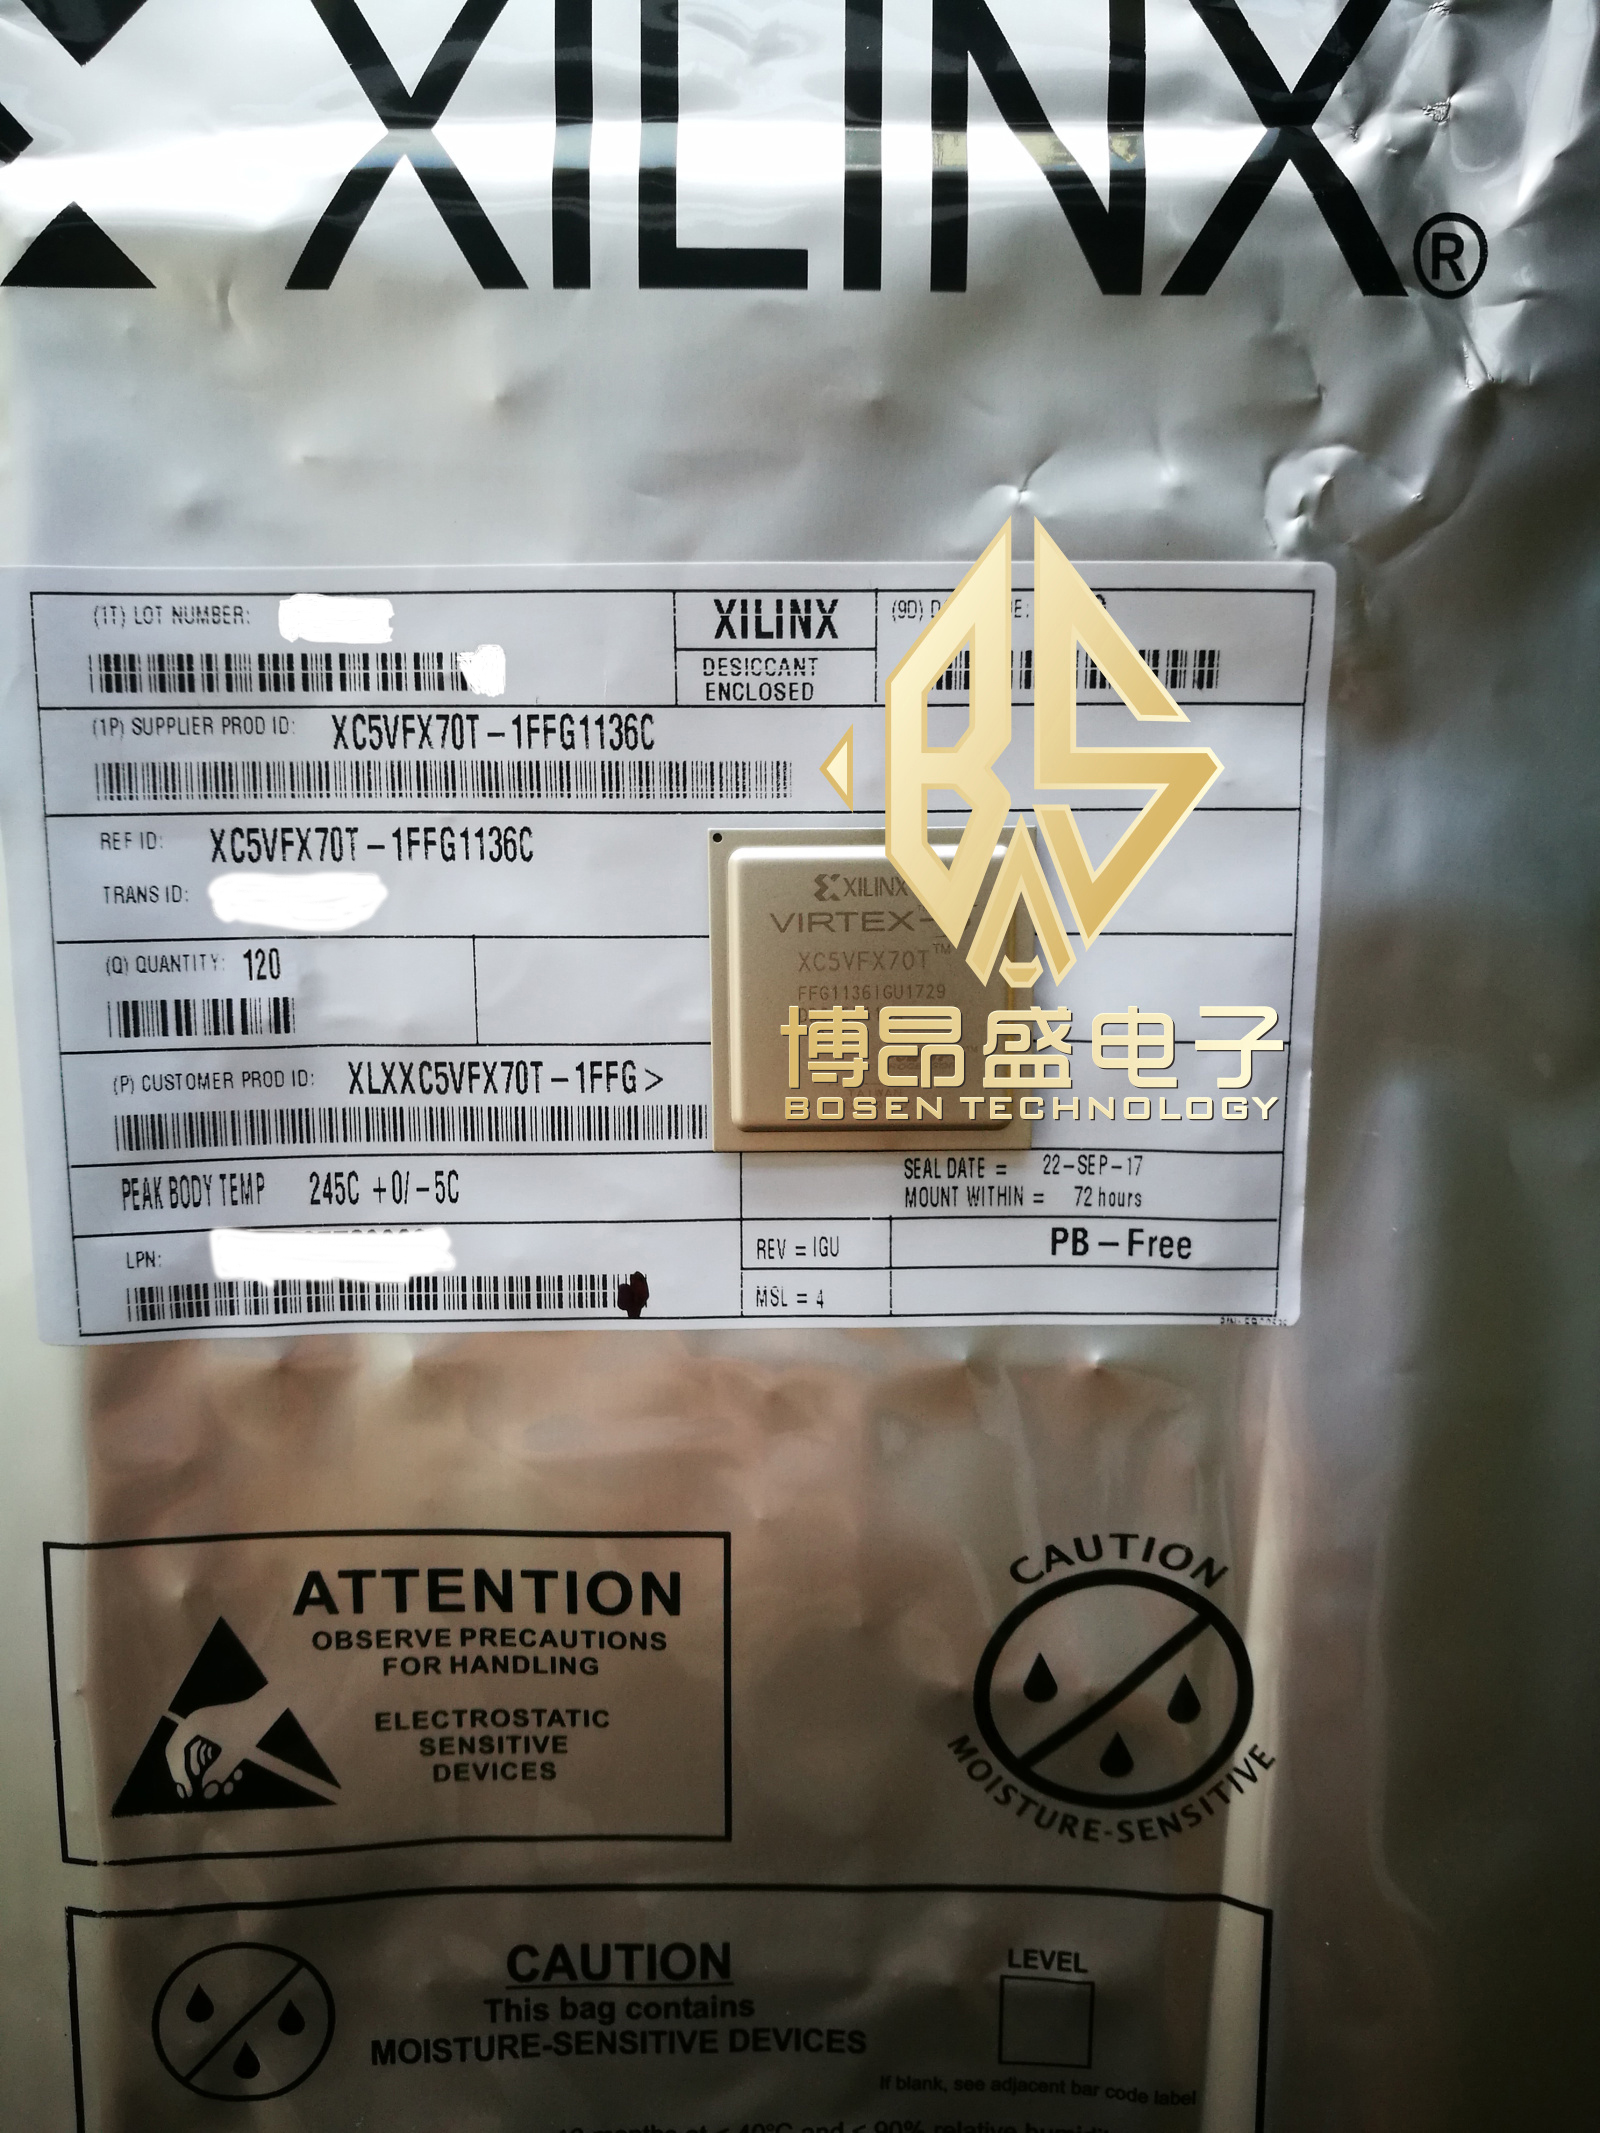 XILINX®
(1T) LOT NUMBER:
XILINX
(9D)
DESICCANT
ENCLOSED
(1P) SUPPLIER PROD ID: XC5VFX70T-1FFG1136C
REF ID: XC5VFX70T-1FFG1136C
TRANS ID:
(Q) QUANTITY: 120
(P) CUSTOMER PROD ID: XLXXC5VFX70T-1FFG>
PEAK BODY TEMP 245C +0/-5C
SEAL DATE = 22-SEP-17
MOUNT WITHIN = 72 hours
LPN:
REV = IGU
PB-Free
MSL = 4
XILINX
VIRTEX
XC5VFX70T™
FFG1136IGU1729
BS
博昂盛电子
BOSEN TECHNOLOGY
ATTENTION
OBSERVE PRECAUTIONS
FOR HANDLING
ELECTROSTATIC
SENSITIVE
DEVICES
CAUTION
MOISTURE-SENSITIVE
CAUTION
This bag contains
MOISTURE-SENSITIVE DEVICES
LEVEL
If blank, see adjacent bar code label